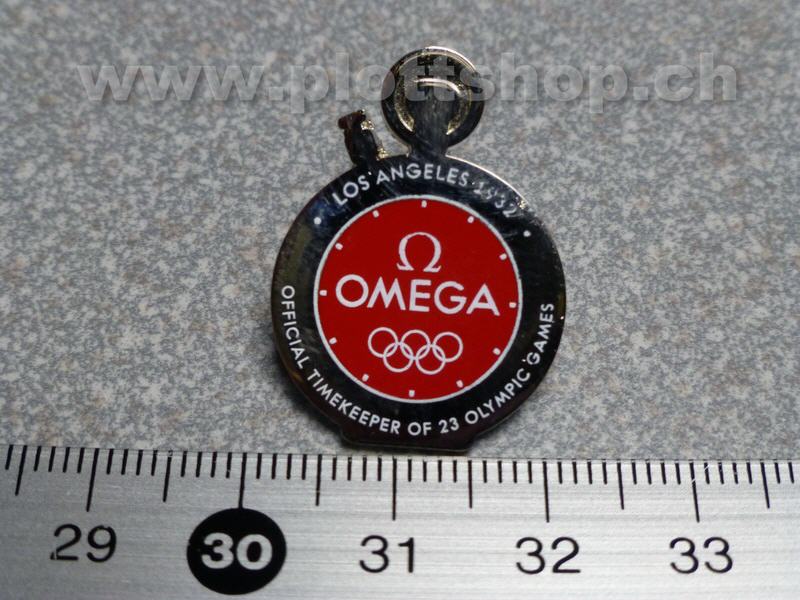 www.plottshop.ch
• LOS ANGELES 1932 •
Ω
OMEGA
OFFICIAL TIMEKEEPER OF 23 OLYMPIC GAMES
29 30 31 32 33